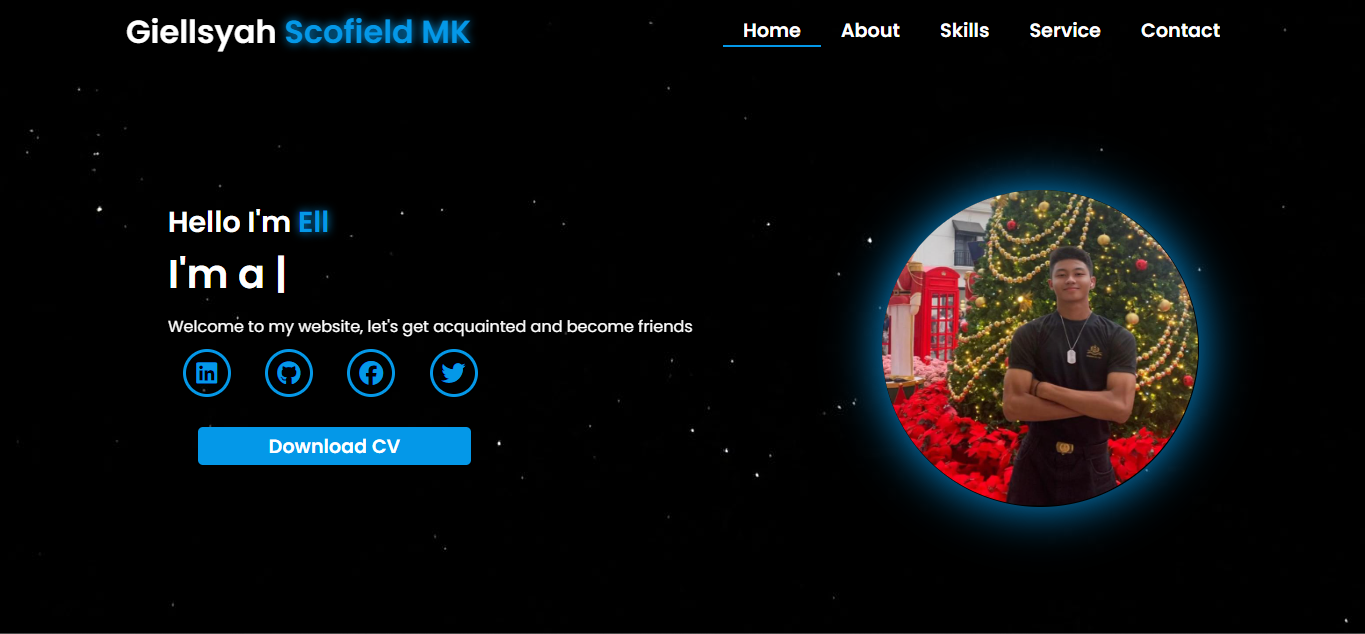 Giellsyah Scofield MK
Home About Skills Service Contact
Hello I'm Ell
I'm a |
Welcome to my website, let's get acquainted and become friends
in
Download CV